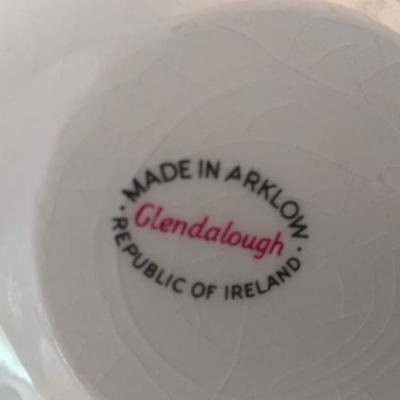 MADE IN ARKLOW
Glendalough
· REPUBLIC OF IRELAND ·